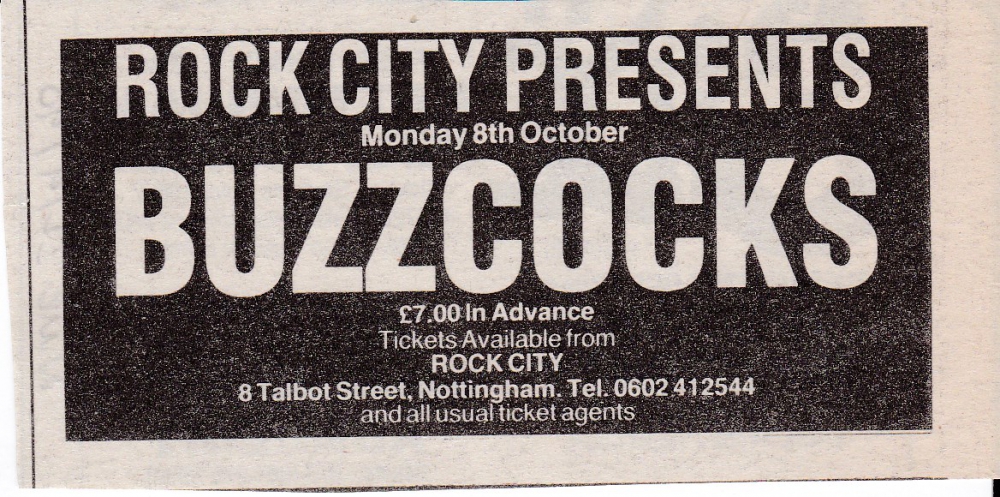 ROCK CITY PRESENTS
Monday 8th October
BUZZCOCKS
£7.00 In Advance
Tickets Available from
ROCK CITY
8 Talbot Street, Nottingham. Tel. 0602 412544
and all usual ticket agents